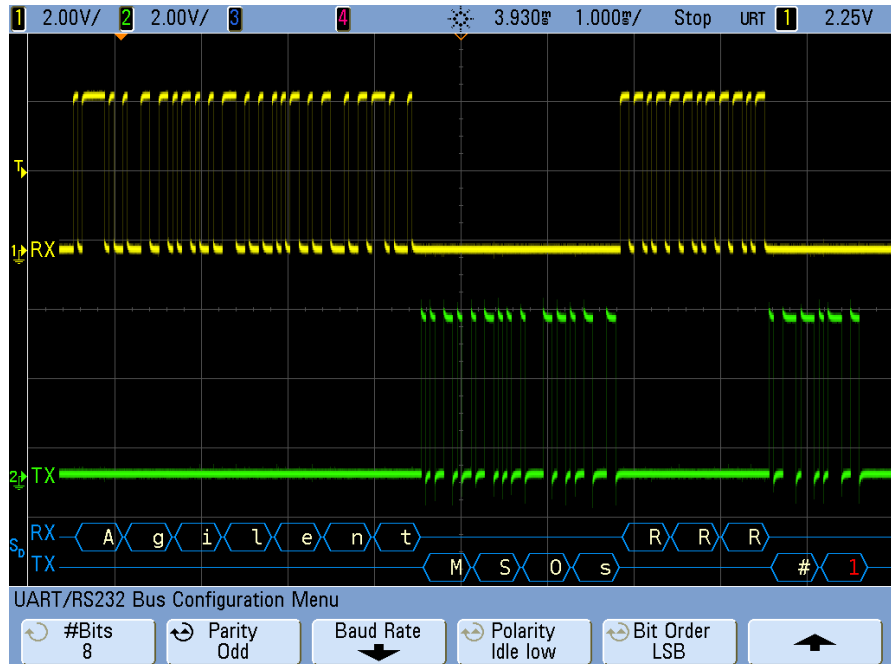 1 2.00V/ 2 2.00V/ 3 4 3.930ms 1.000ms/ Stop URT 1 2.25V
T
1 RX
2 TX
SD RX A g i l e n t R R R
TX M S O s # 1
UART/RS232 Bus Configuration Menu
#Bits Parity Baud Rate Polarity Bit Order
8 Odd Idle low LSB